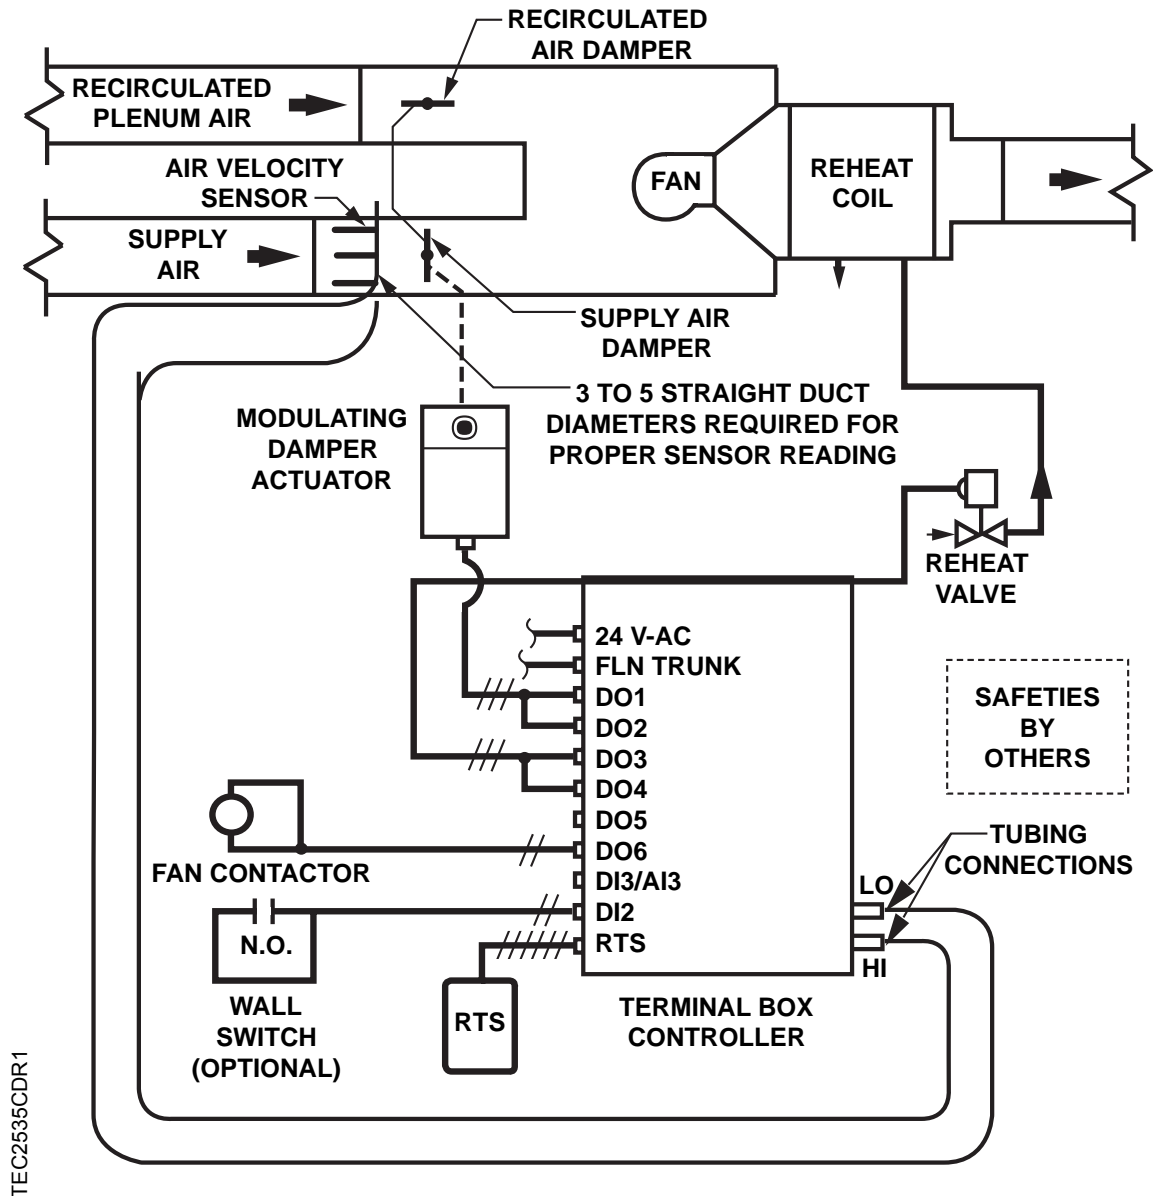 RECIRCULATED
AIR DAMPER
RECIRCULATED
PLENUM AIR
AIR VELOCITY
SENSOR
FAN
REHEAT
COIL
SUPPLY
AIR
SUPPLY AIR
DAMPER
3 TO 5 STRAIGHT DUCT
DIAMETERS REQUIRED FOR
PROPER SENSOR READING
MODULATING
DAMPER
ACTUATOR
REHEAT
VALVE
24 V-AC
FLN TRUNK
DO1
DO2
DO3
DO4
DO5
DO6
DI3/AI3
DI2
RTS
SAFETIES
BY
OTHERS
TUBING
CONNECTIONS
LO
HI
FAN CONTACTOR
N.O.
WALL
SWITCH
(OPTIONAL)
RTS
TERMINAL BOX
CONTROLLER
TEC2535CDR1